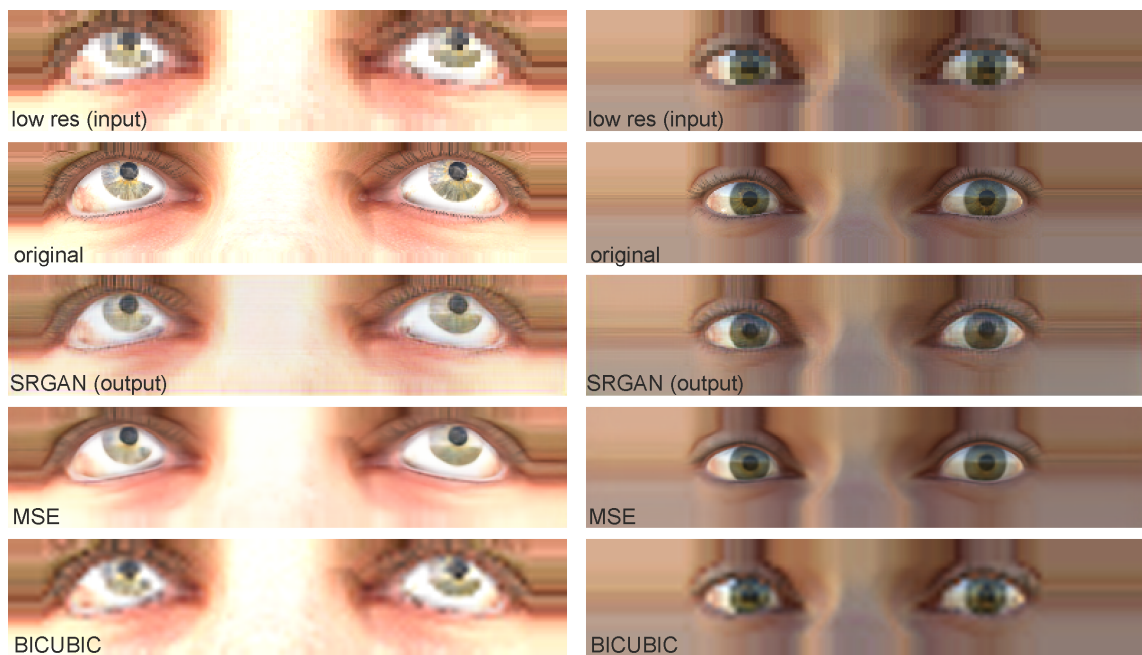 low res (input)
low res (input)
original
original
SRGAN (output)
SRGAN (output)
MSE
MSE
BICUBIC
BICUBIC